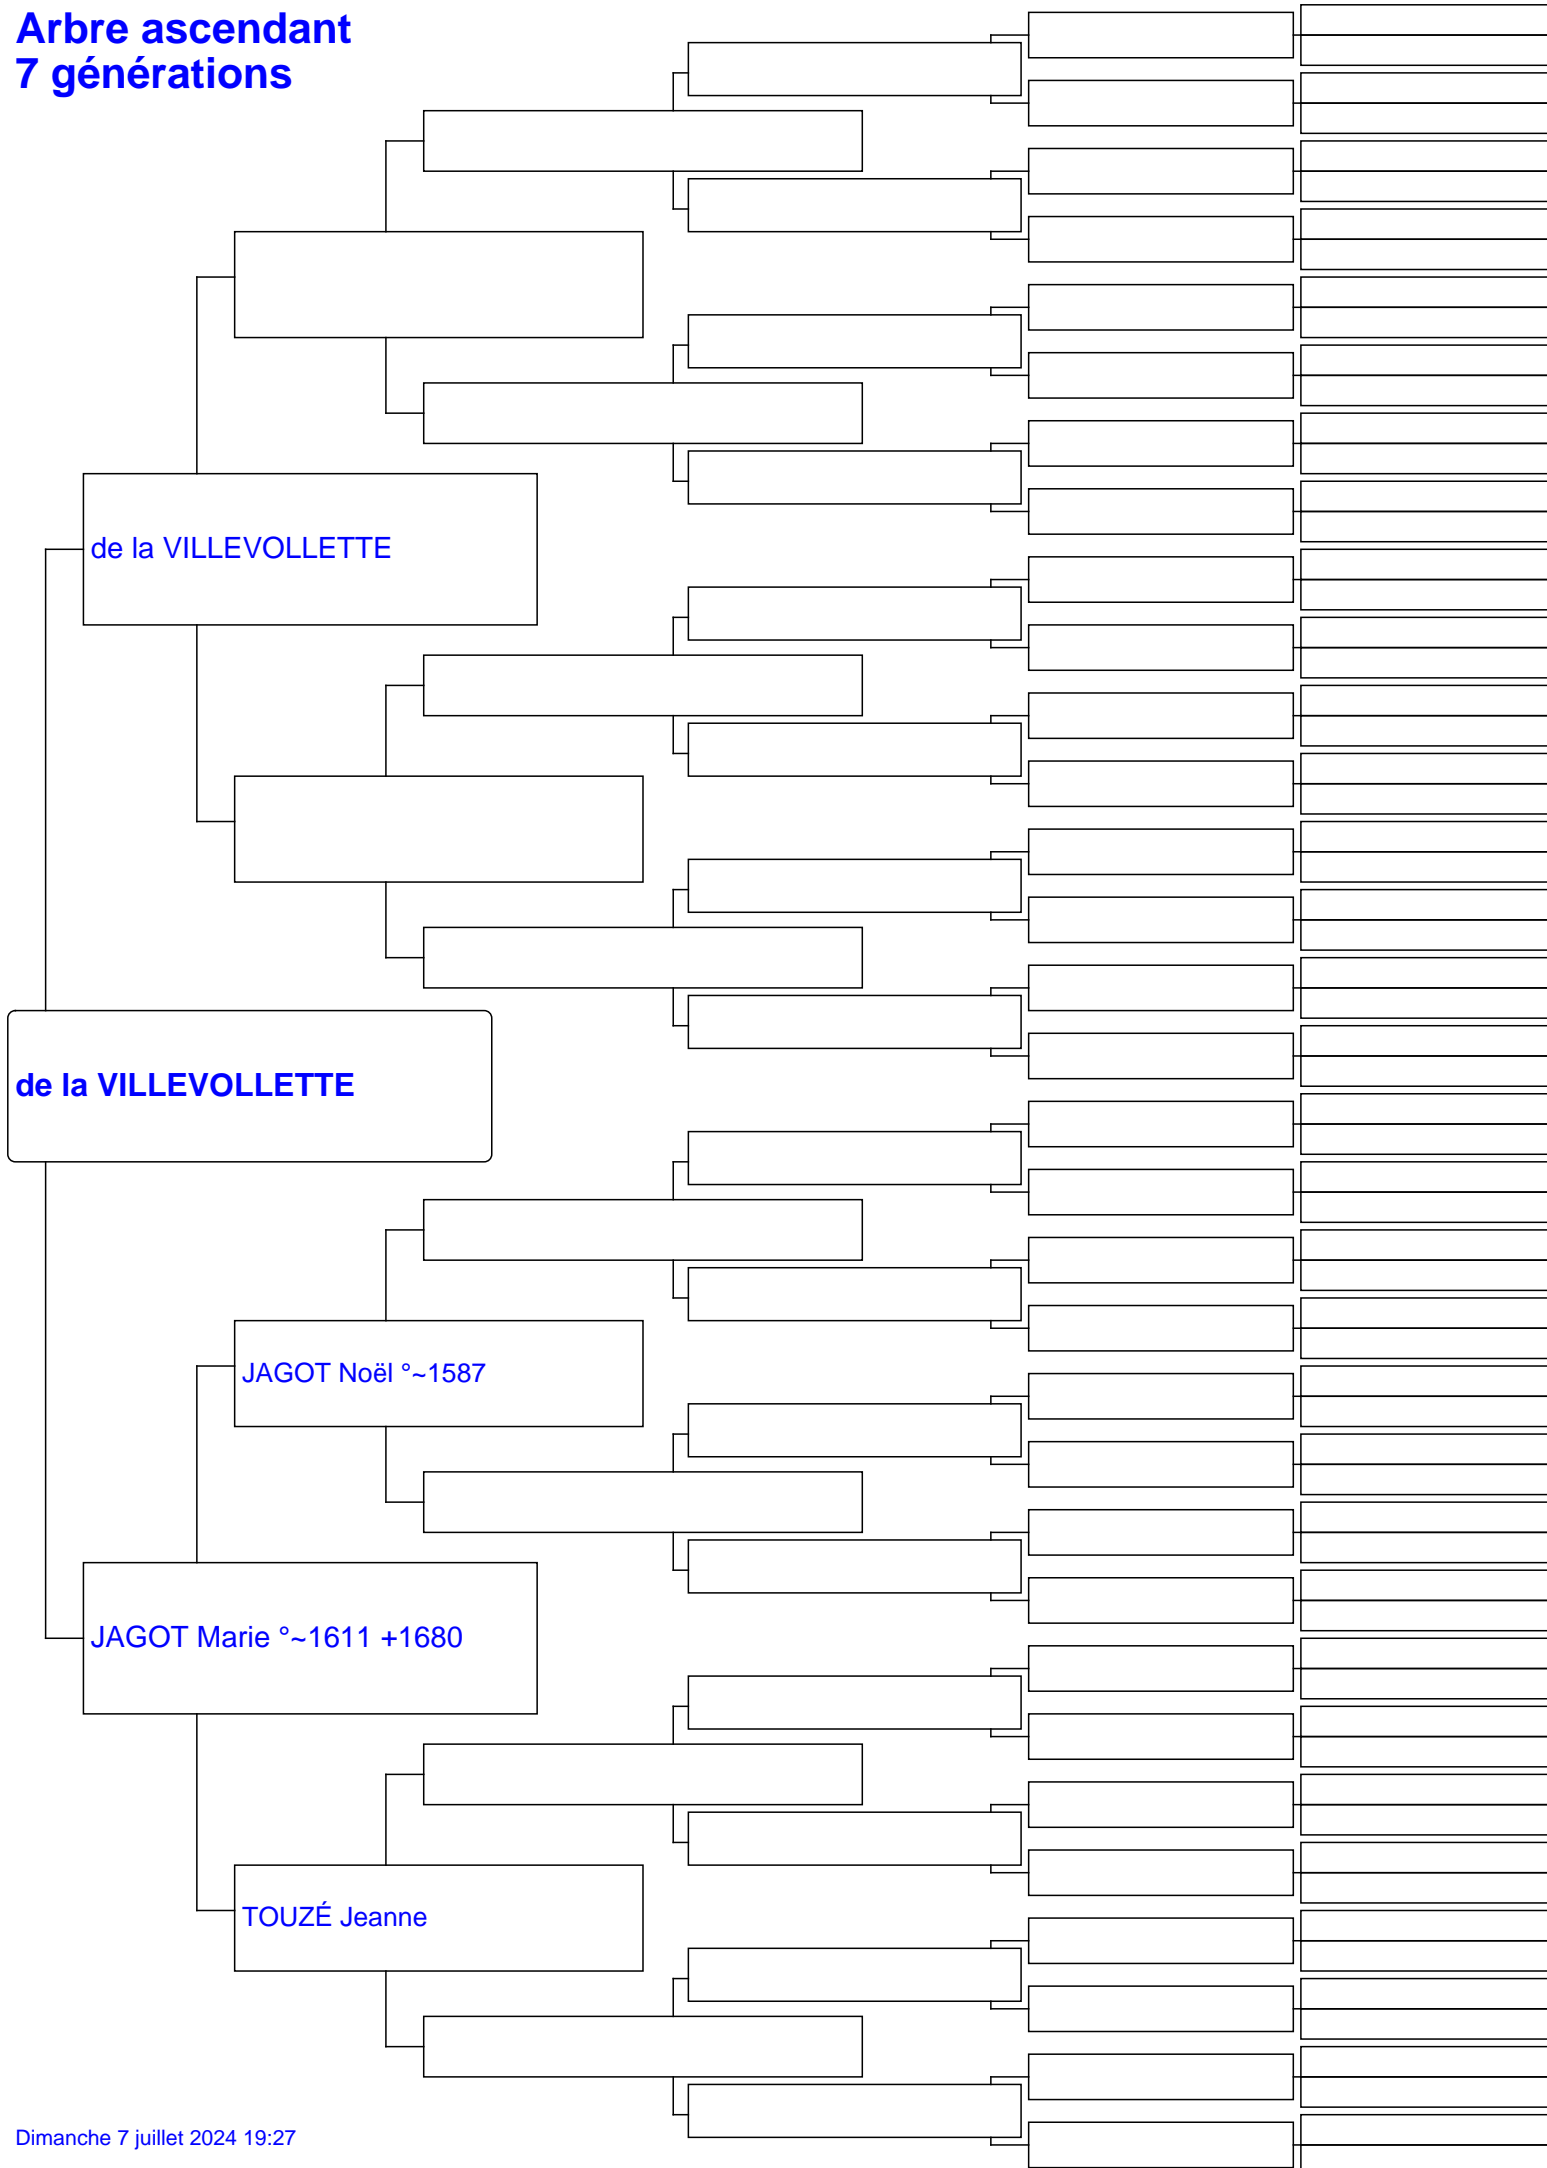 Arbre ascendant
7 générations
de la VILLEVOLLETTE
de la VILLEVOLLETTE
JAGOT Noël °~1587
JAGOT Marie °~1611 +1680
TOUZÉ Jeanne
Dimanche 7 juillet 2024 19:27